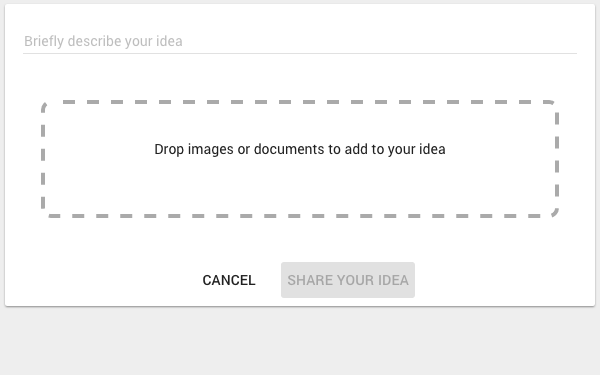 Briefly describe your idea
Drop images or documents to add to your idea
CANCEL SHARE YOUR IDEA